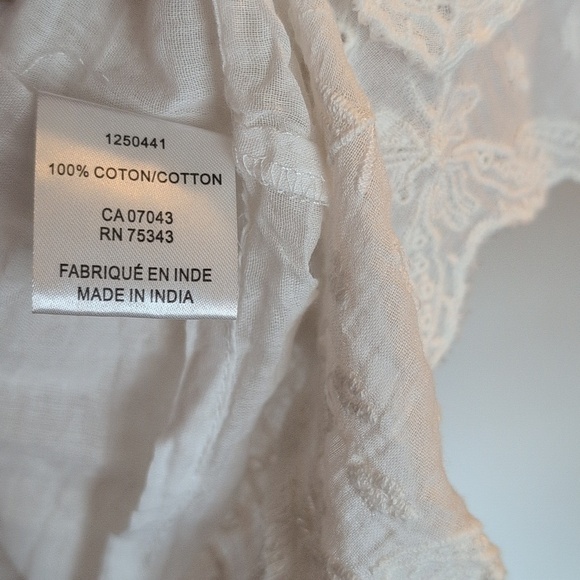 1250441
100% COTON/COTTON
CA 07043
RN 75343
FABRIQUÉ EN INDE
MADE IN INDIA